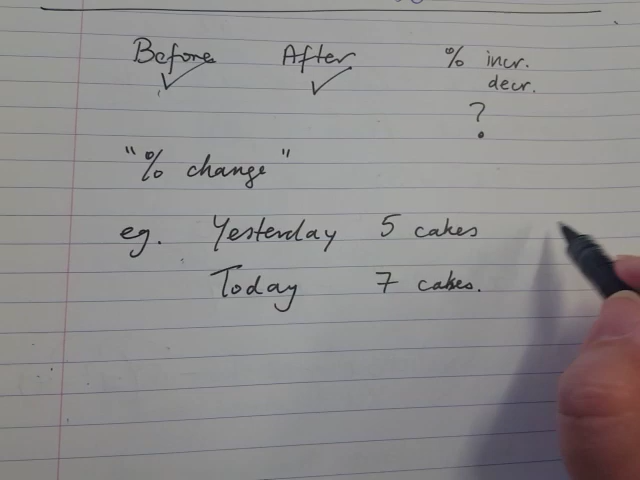 Before After % incr.
decr.
?
"% change"
eg. Yesterday 5 cakes
Today 7 cakes.